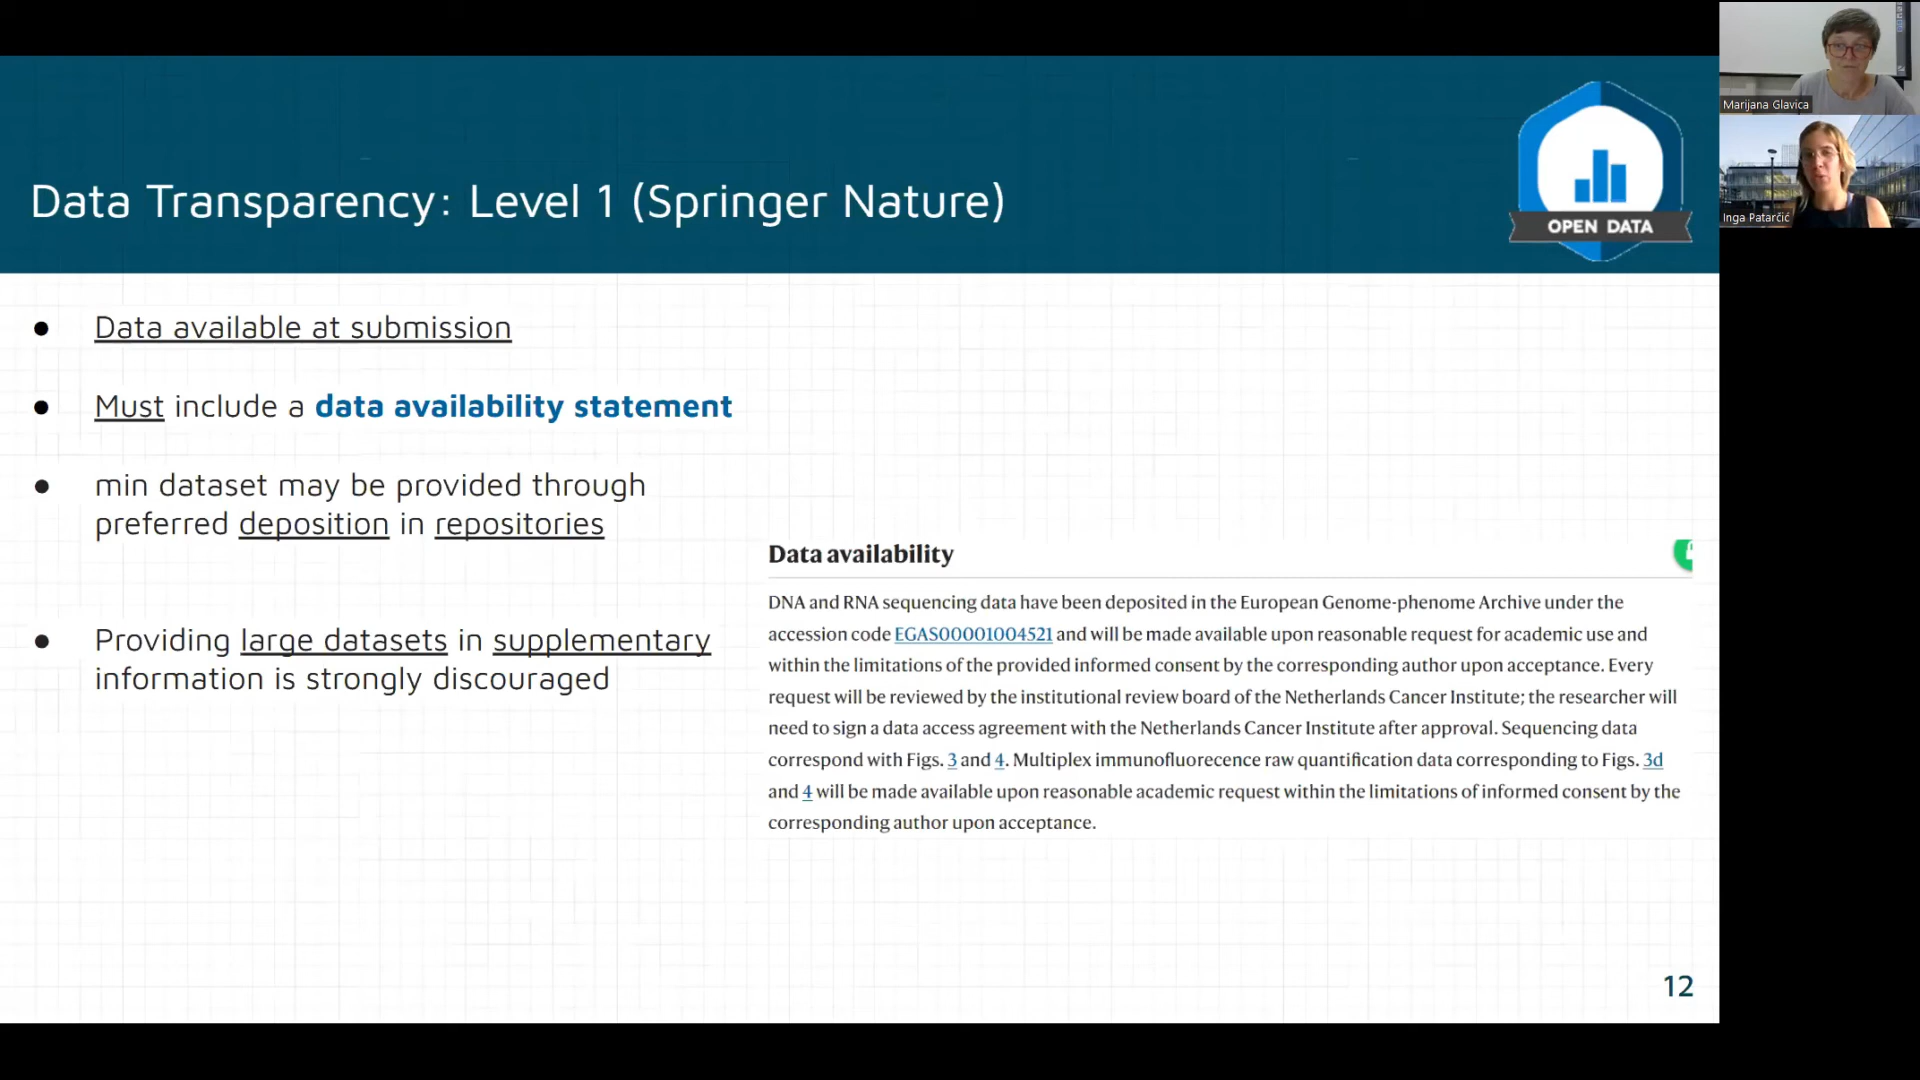 Data Transparency: Level 1 (Springer Nature)
OPEN DATA
Marijana Glavica
Inga Patarčić
● Data available at submission
● Must include a data availability statement
● min dataset may be provided through
preferred deposition in repositories
● Providing large datasets in supplementary
information is strongly discouraged
Data availability
DNA and RNA sequencing data have been deposited in the European Genome-phenome Archive under the
accession code EGAS00001004521 and will be made available upon reasonable request for academic use and
within the limitations of the provided informed consent by the corresponding author upon acceptance. Every
request will be reviewed by the institutional review board of the Netherlands Cancer Institute; the researcher will
need to sign a data access agreement with the Netherlands Cancer Institute after approval. Sequencing data
correspond with Figs. 3 and 4. Multiplex immunofluorecence raw quantification data corresponding to Figs. 3d
and 4 will be made available upon reasonable academic request within the limitations of informed consent by the
corresponding author upon acceptance.
12